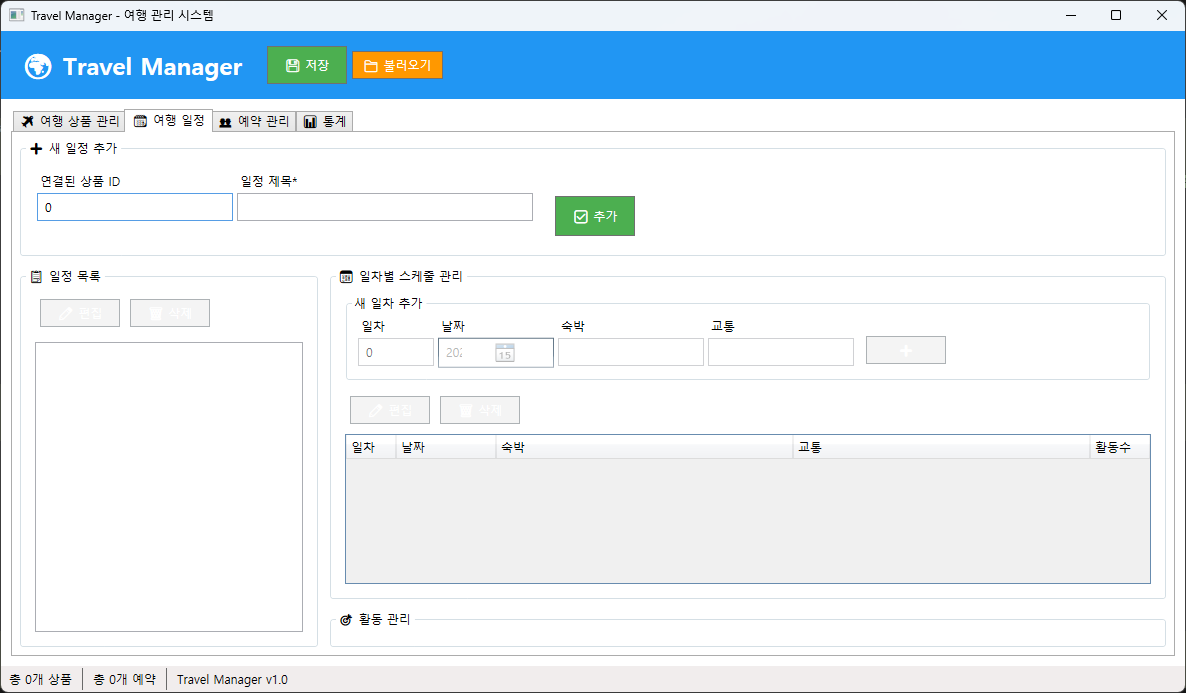 Travel Manager - 여행 관리 시스템
Travel Manager
저장
불러오기
여행 상품 관리
여행 일정
예약 관리
통계
새 일정 추가
연결된 상품 ID
일정 제목*
0
추가
일정 목록
편집
삭제
일차별 스케줄 관리
새 일차 추가
일차
날짜
숙박
교통
0
15
편집
삭제
일차
날짜
숙박
교통
활동수
활동 관리
총 0개 상품
총 0개 예약
Travel Manager v1.0